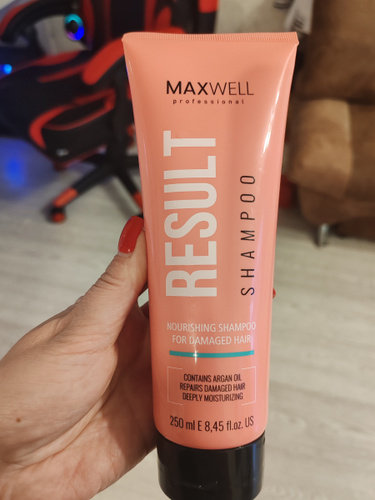 MAXWELL
professional
RESULT
SHAMPOO
NOURISHING SHAMPOO
FOR DAMAGED HAIR
CONTAINS ARGAN OIL
REPAIRS DAMAGED HAIR
DEEPLY MOISTURIZING
250 ml E 8,45 fl.oz. US